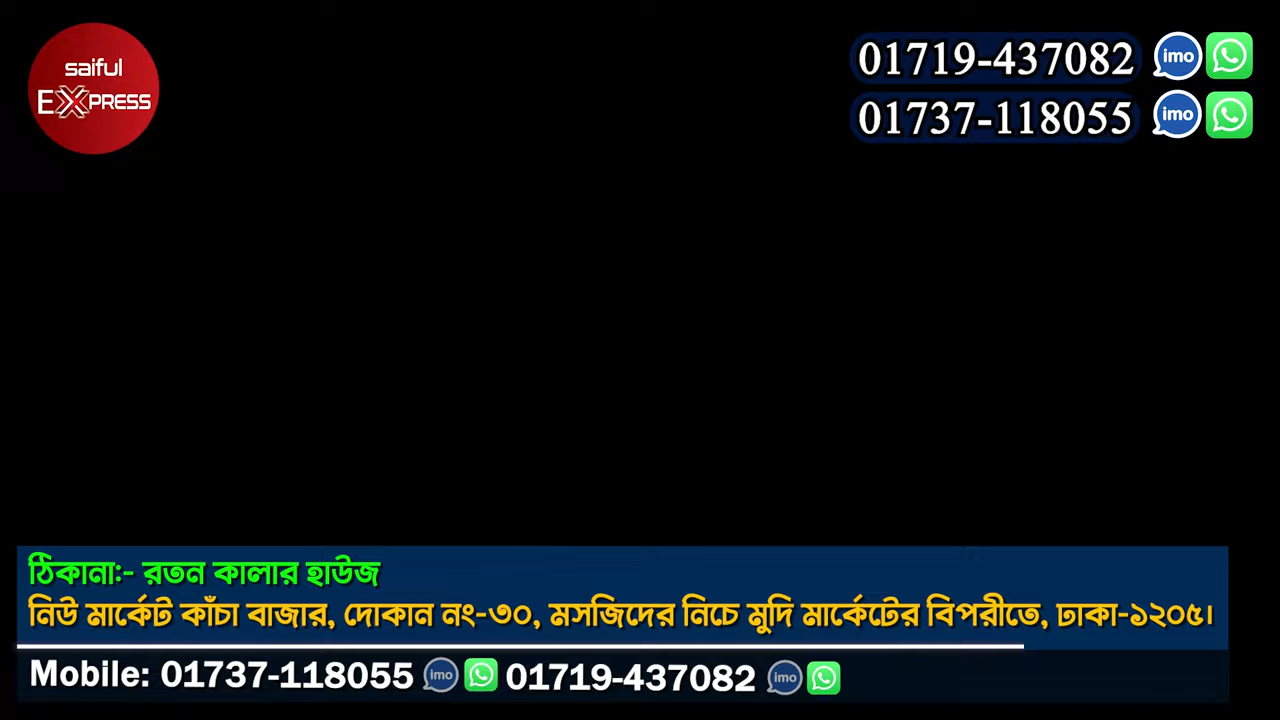 saiful
EXPRESS
01719-437082 imo
01737-118055 imo
ঠিকানাঃ- রতন কালার হাউজ
নিউ মার্কেট কাঁচা বাজার, দোকান নং-৩০, মসজিদের নিচে মুদি মার্কেটের বিপরীতে, ঢাকা-১২০৫।
Mobile: 01737-118055 imo 01719-437082 imo